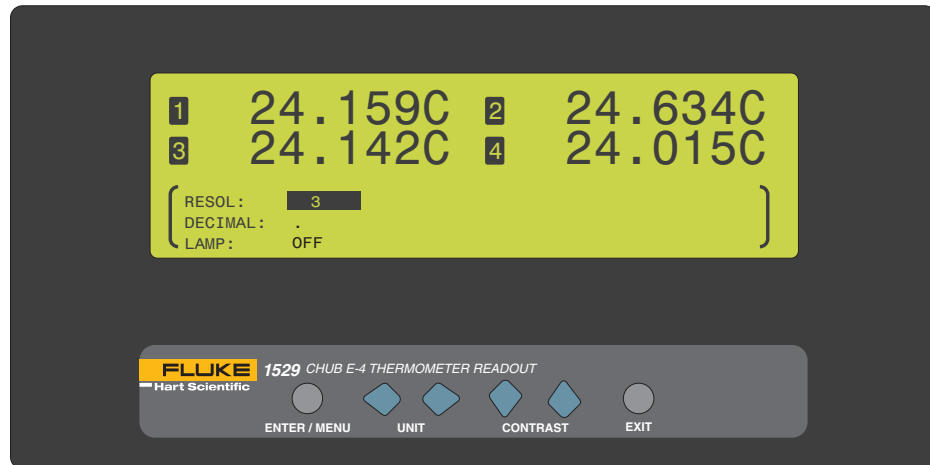 1 24.159C 2 24.634C
3 24.142C 4 24.015C
RESOL: 3
DECIMAL: .
LAMP: OFF
FLUKE 1529 CHUB E-4 THERMOMETER READOUT
Hart Scientific
ENTER / MENU UNIT CONTRAST EXIT